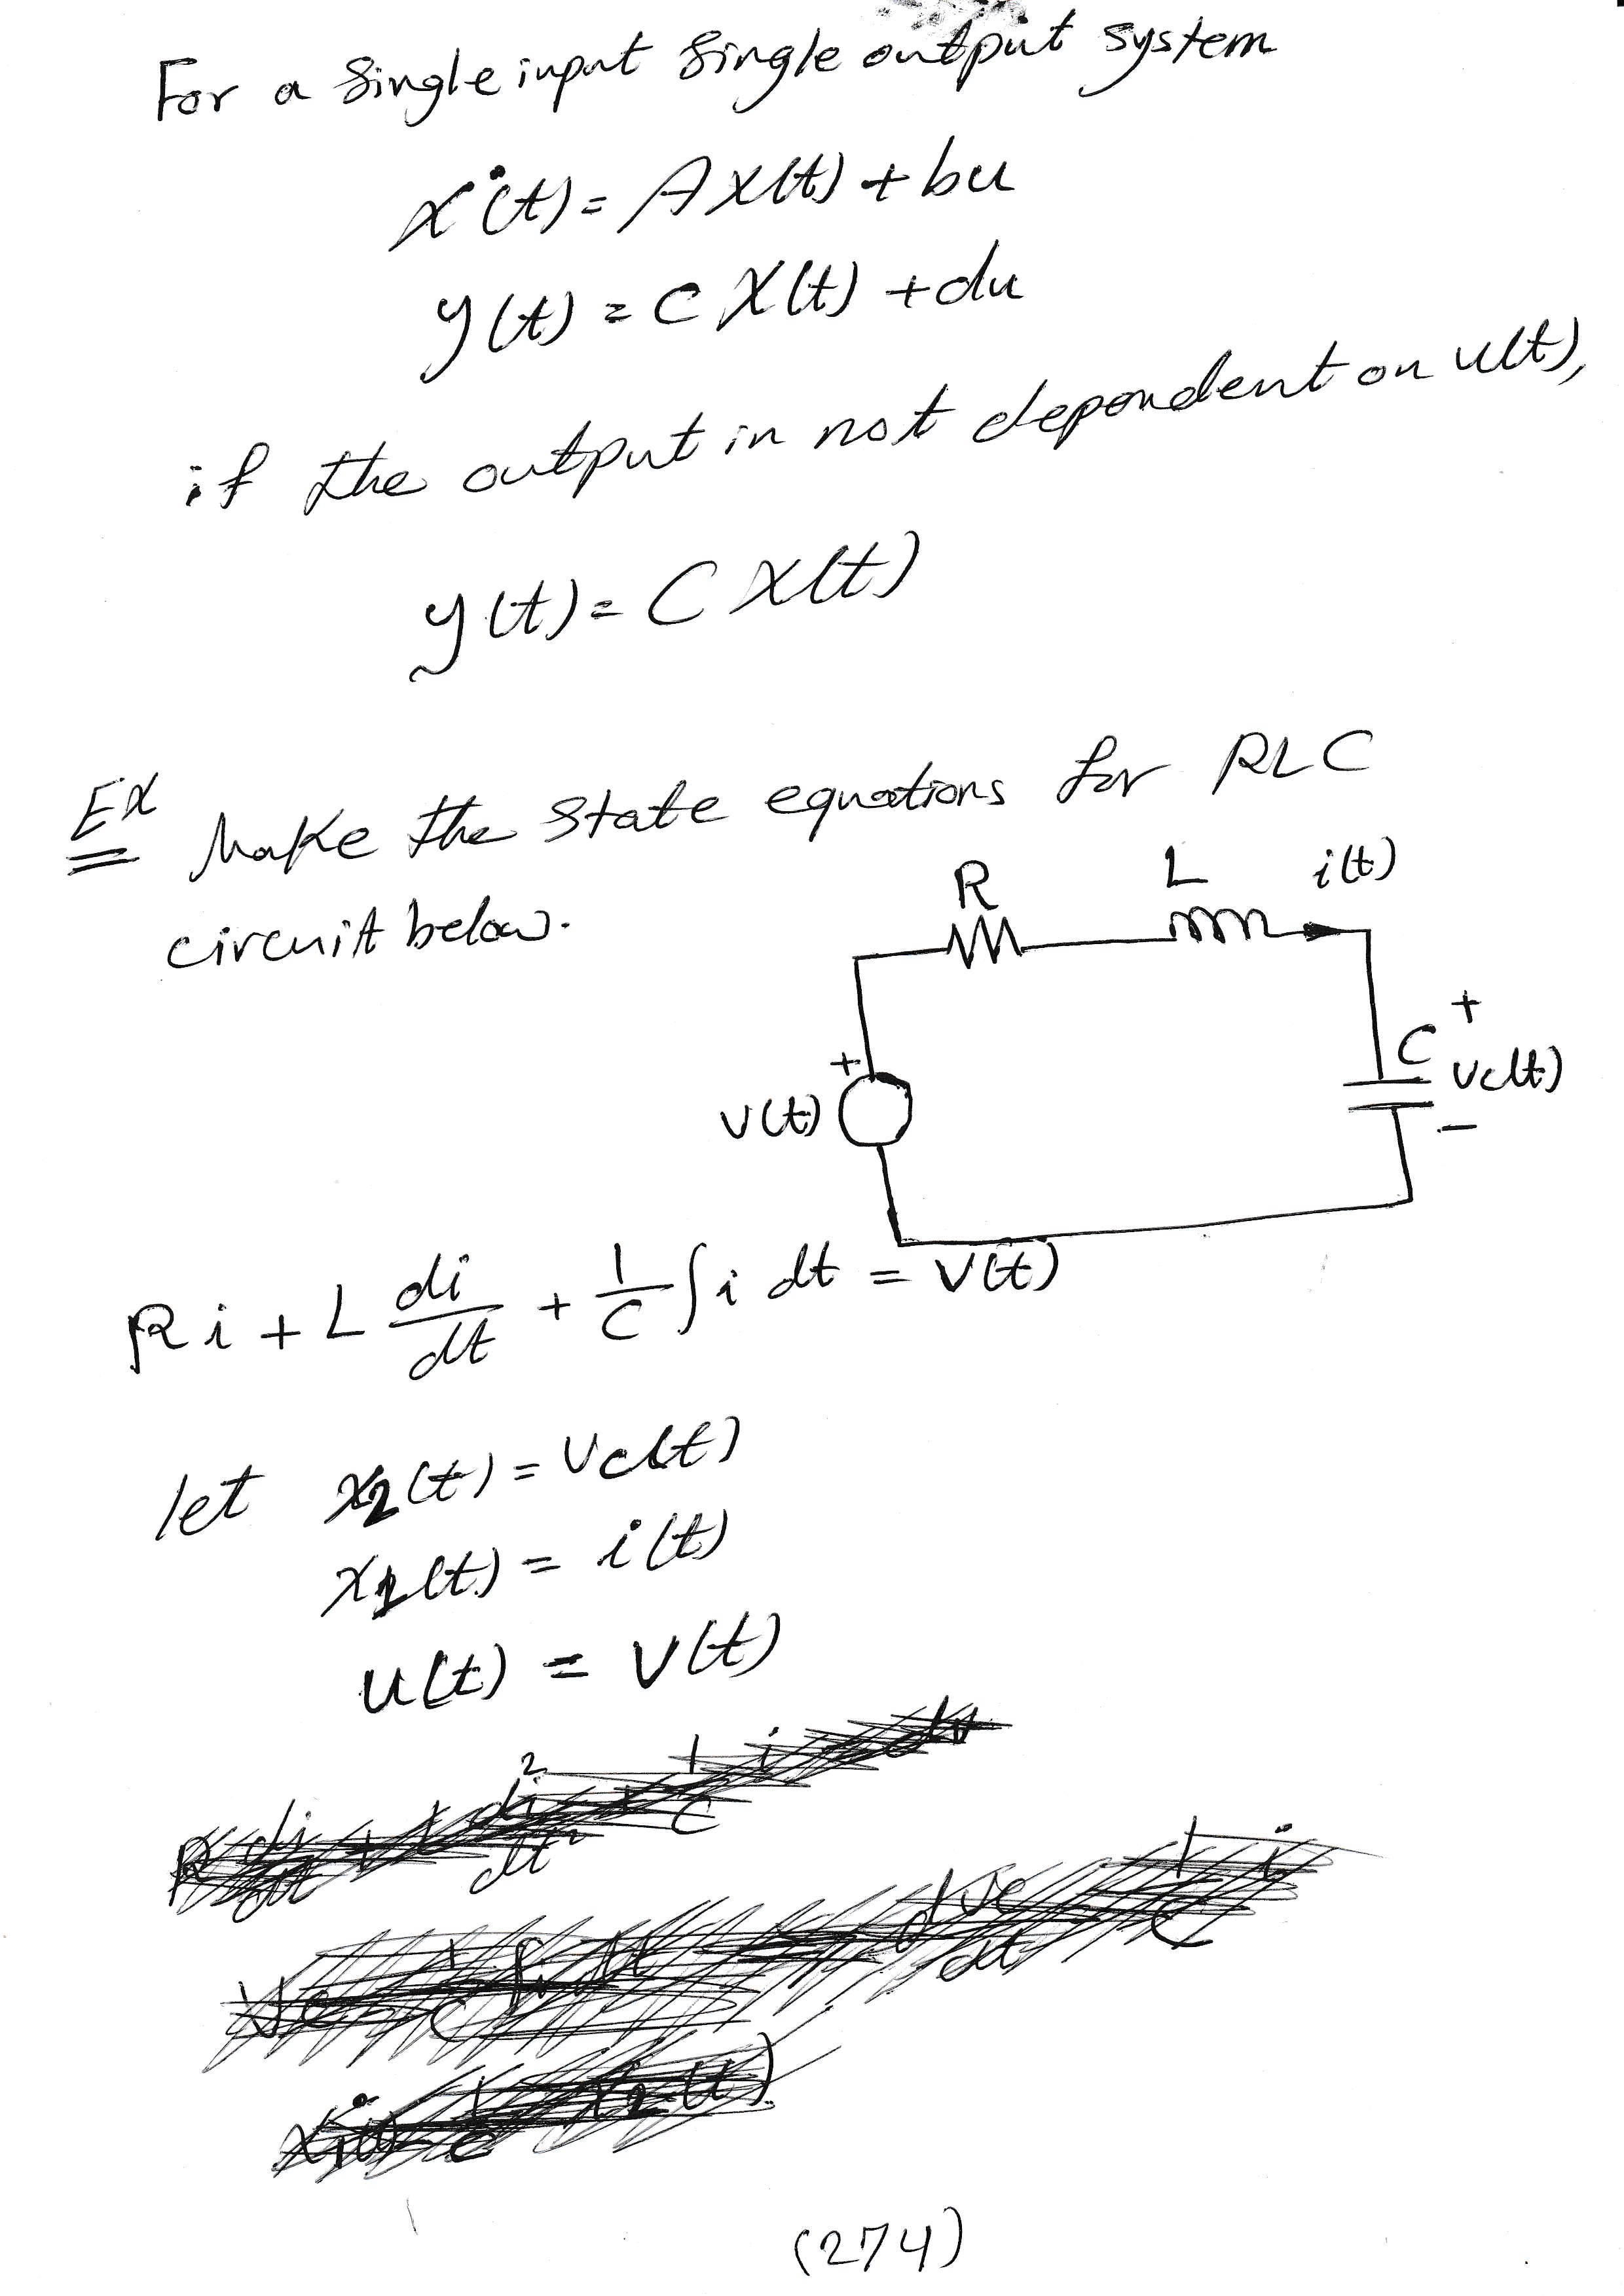 For a single input single output system
ẋ(t) = A X(t) + bu
y(t) = C X(t) + du
if the output in not dependent on u(t),
y(t) = C X(t)
Ex Make the state equations for RLC
circuit below.
R L i(t)
+
C
+
Vc(t)
-
V(t)
Ri + L di/dt + 1/C ∫ i dt = V(t)
let x2(t) = Vc(t)
x1(t) = i(t)
u(t) = V(t)
(274)